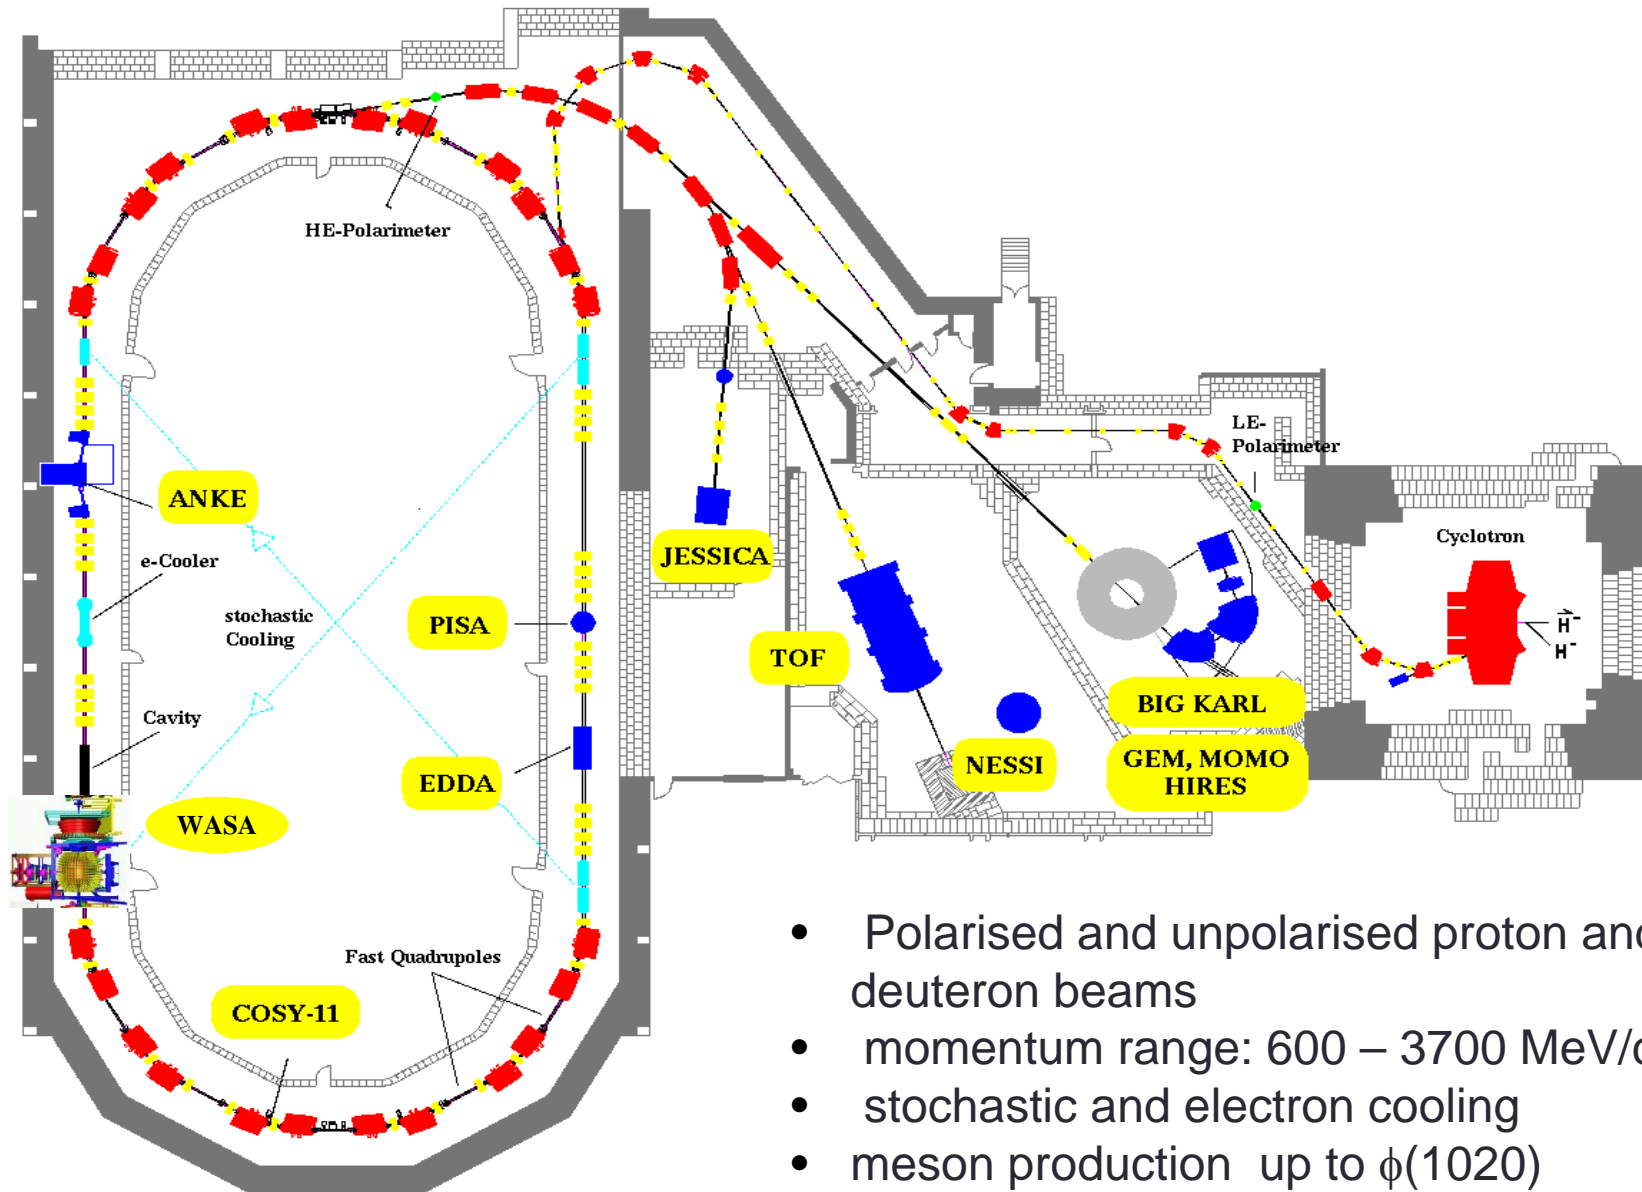 HE-Polarimeter
LE-
Polarimeter
Cyclotron
ANKE
e-Cooler
stochastic
Cooling
PISA
JESSICA
TOF
H⁻
H⁻
BIG KARL
Cavity
NESSI
GEM, MOMO
HIRES
EDDA
WASA
Fast Quadrupoles
COSY-11
• Polarised and unpolarised proton and
deuteron beams
• momentum range: 600 – 3700 MeV/c
• stochastic and electron cooling
• meson production up to ϕ(1020)